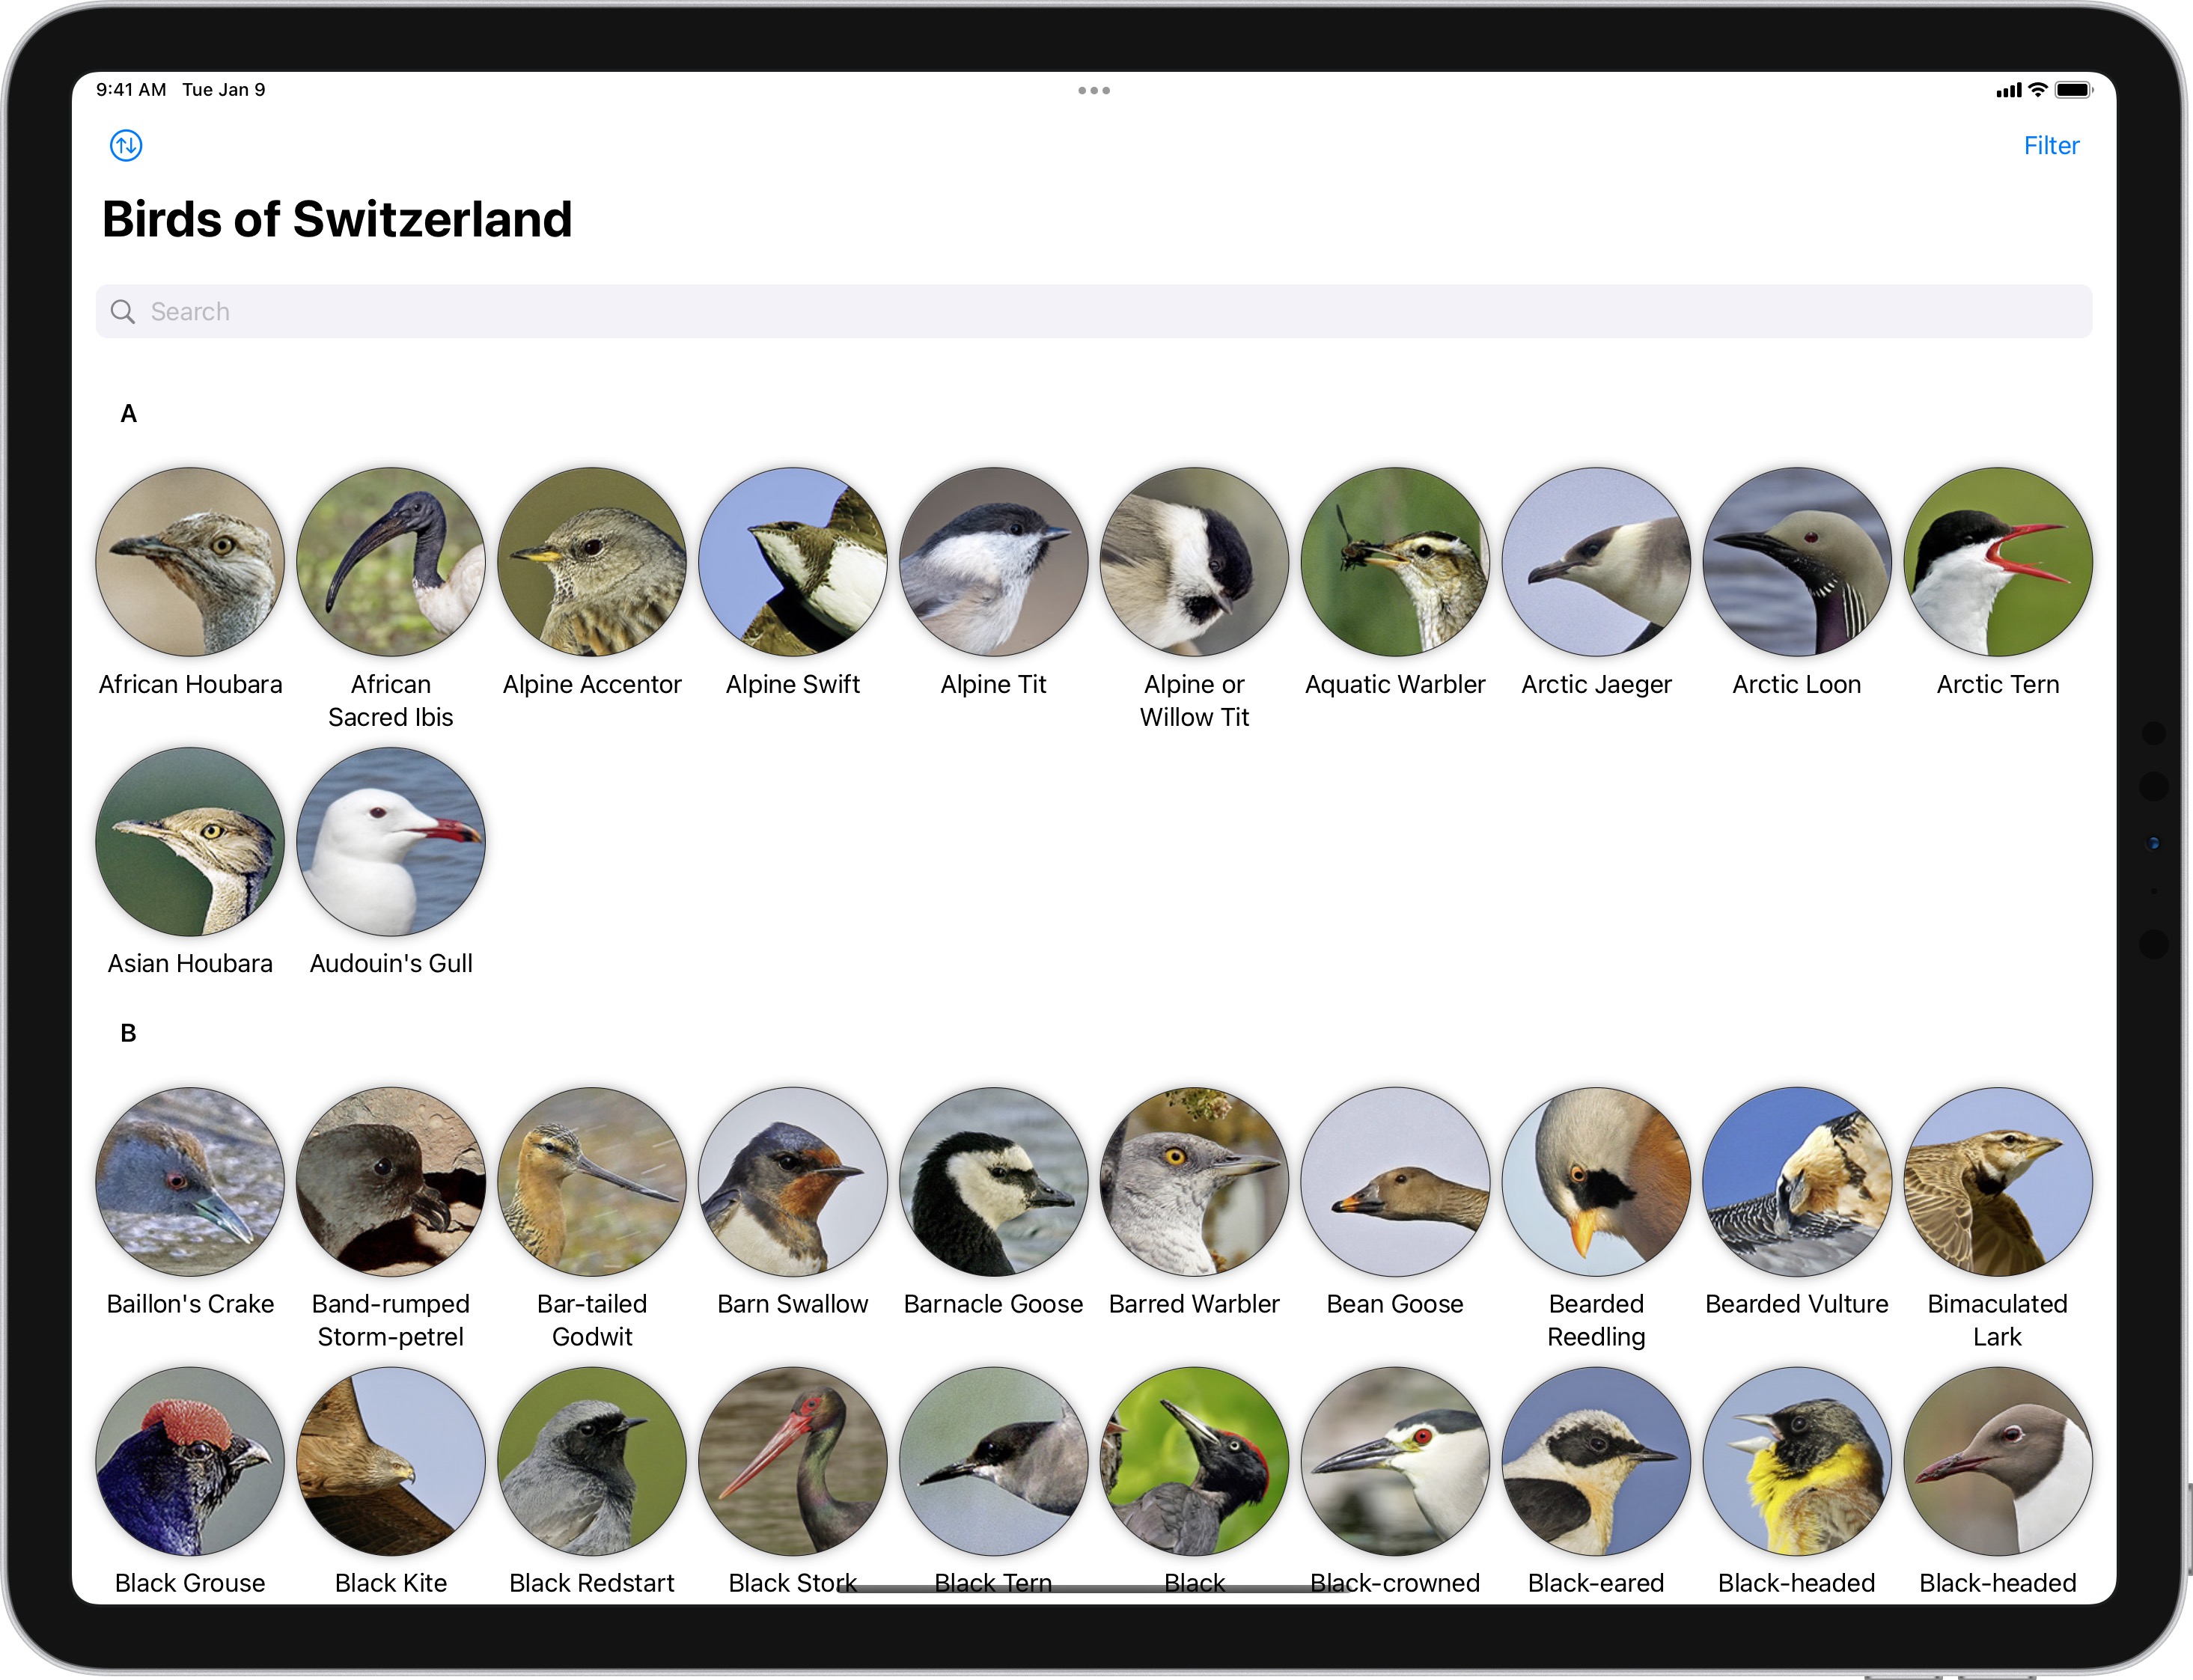 9:41 AM Tue Jan 9
Filter
Birds of Switzerland
Search
A
African Houbara
African
Sacred Ibis
Alpine Accentor
Alpine Swift
Alpine Tit
Alpine or
Willow Tit
Aquatic Warbler
Arctic Jaeger
Arctic Loon
Arctic Tern
Asian Houbara
Audouin's Gull
B
Baillon's Crake
Band-rumped
Storm-petrel
Bar-tailed
Godwit
Barn Swallow
Barnacle Goose
Barred Warbler
Bean Goose
Bearded
Reedling
Bearded Vulture
Bimaculated
Lark
Black Grouse
Black Kite
Black Redstart
Black Stork
Black Tern
Black
Black-crowned
Black-eared
Black-headed
Black-headed